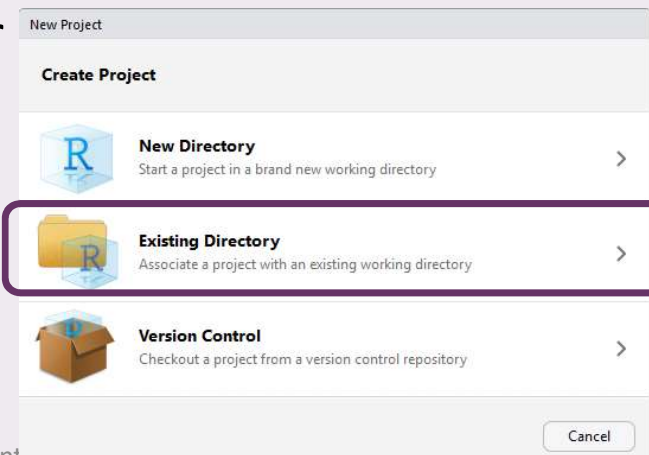 New Project
Create Project
R
New Directory
Start a project in a brand new working directory
R
Existing Directory
Associate a project with an existing working directory
Version Control
Checkout a project from a version control repository
Cancel